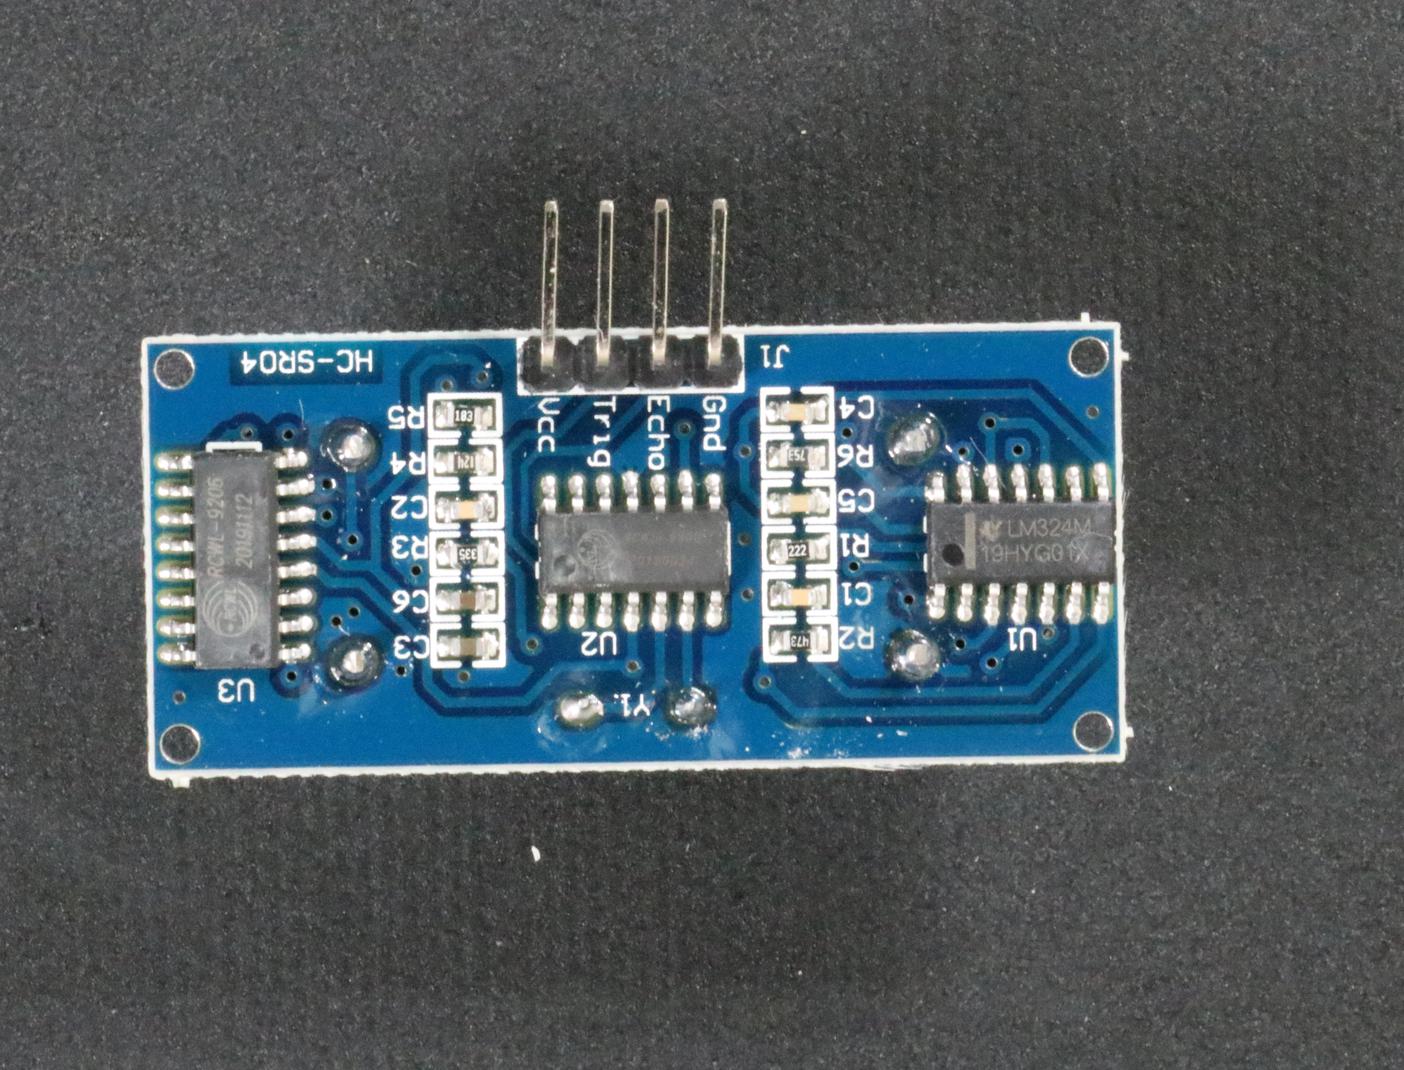 HC-SR04
J1
Vcc
Trig
Echo
Gnd
R5
103
R4
124
C2
R3
335
C6
C3
C4
R6
753
C5
R1
222
C1
R2
473
RCWL-9206
20191112
U3
U2
Y1.
LM324M
19HYG01X
U1